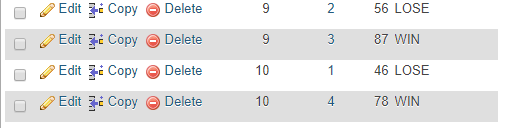 Edit Copy Delete 9 2 56 LOSE
Edit Copy Delete 9 3 87 WIN
Edit Copy Delete 10 1 46 LOSE
Edit Copy Delete 10 4 78 WIN